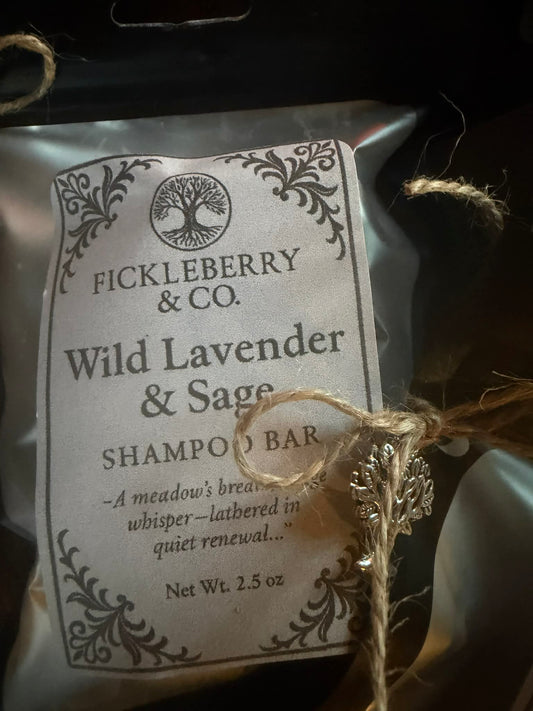 FICKLEBERRY
& CO.
Wild Lavender
& Sage
SHAMPOO BAR
–A meadow's
whisper—lathered in
quiet renewal..."
Net Wt. 2.5 oz